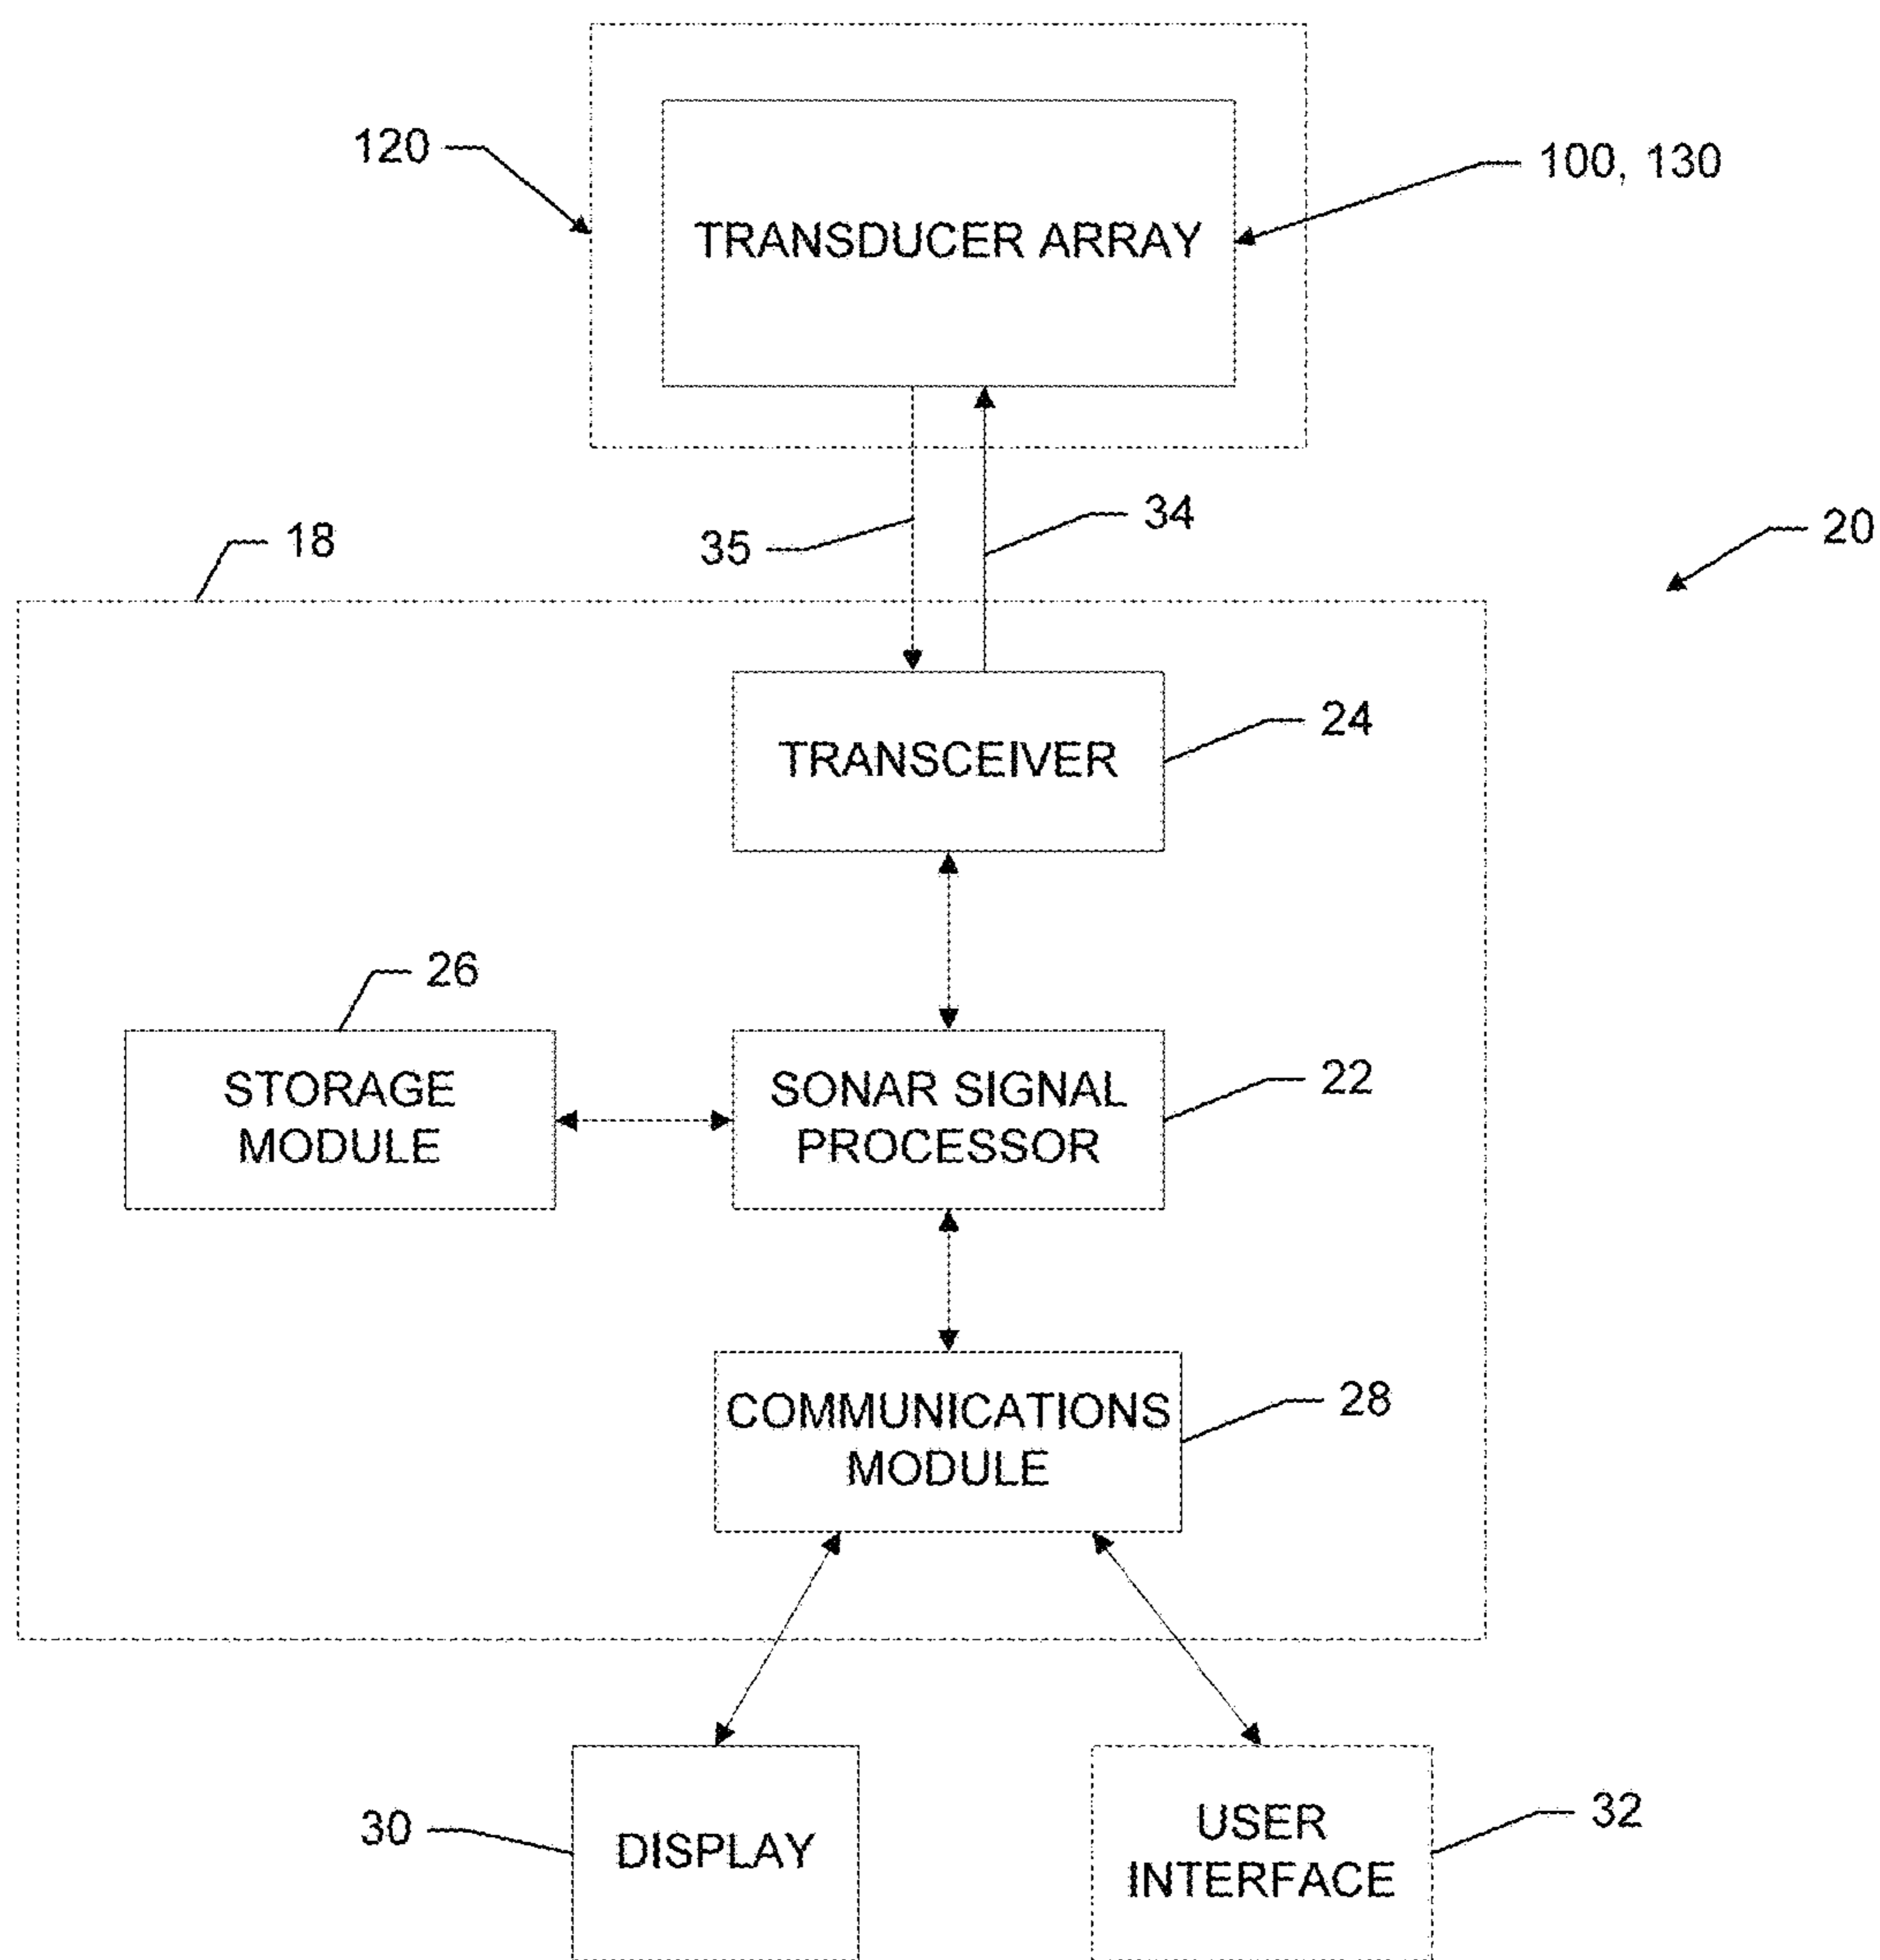 120
100, 130
TRANSDUCER ARRAY
35
34
18
20
24
TRANSCEIVER
26
STORAGE
MODULE
SONAR SIGNAL
PROCESSOR
22
COMMUNICATIONS
MODULE
28
30
DISPLAY
USER
INTERFACE
32